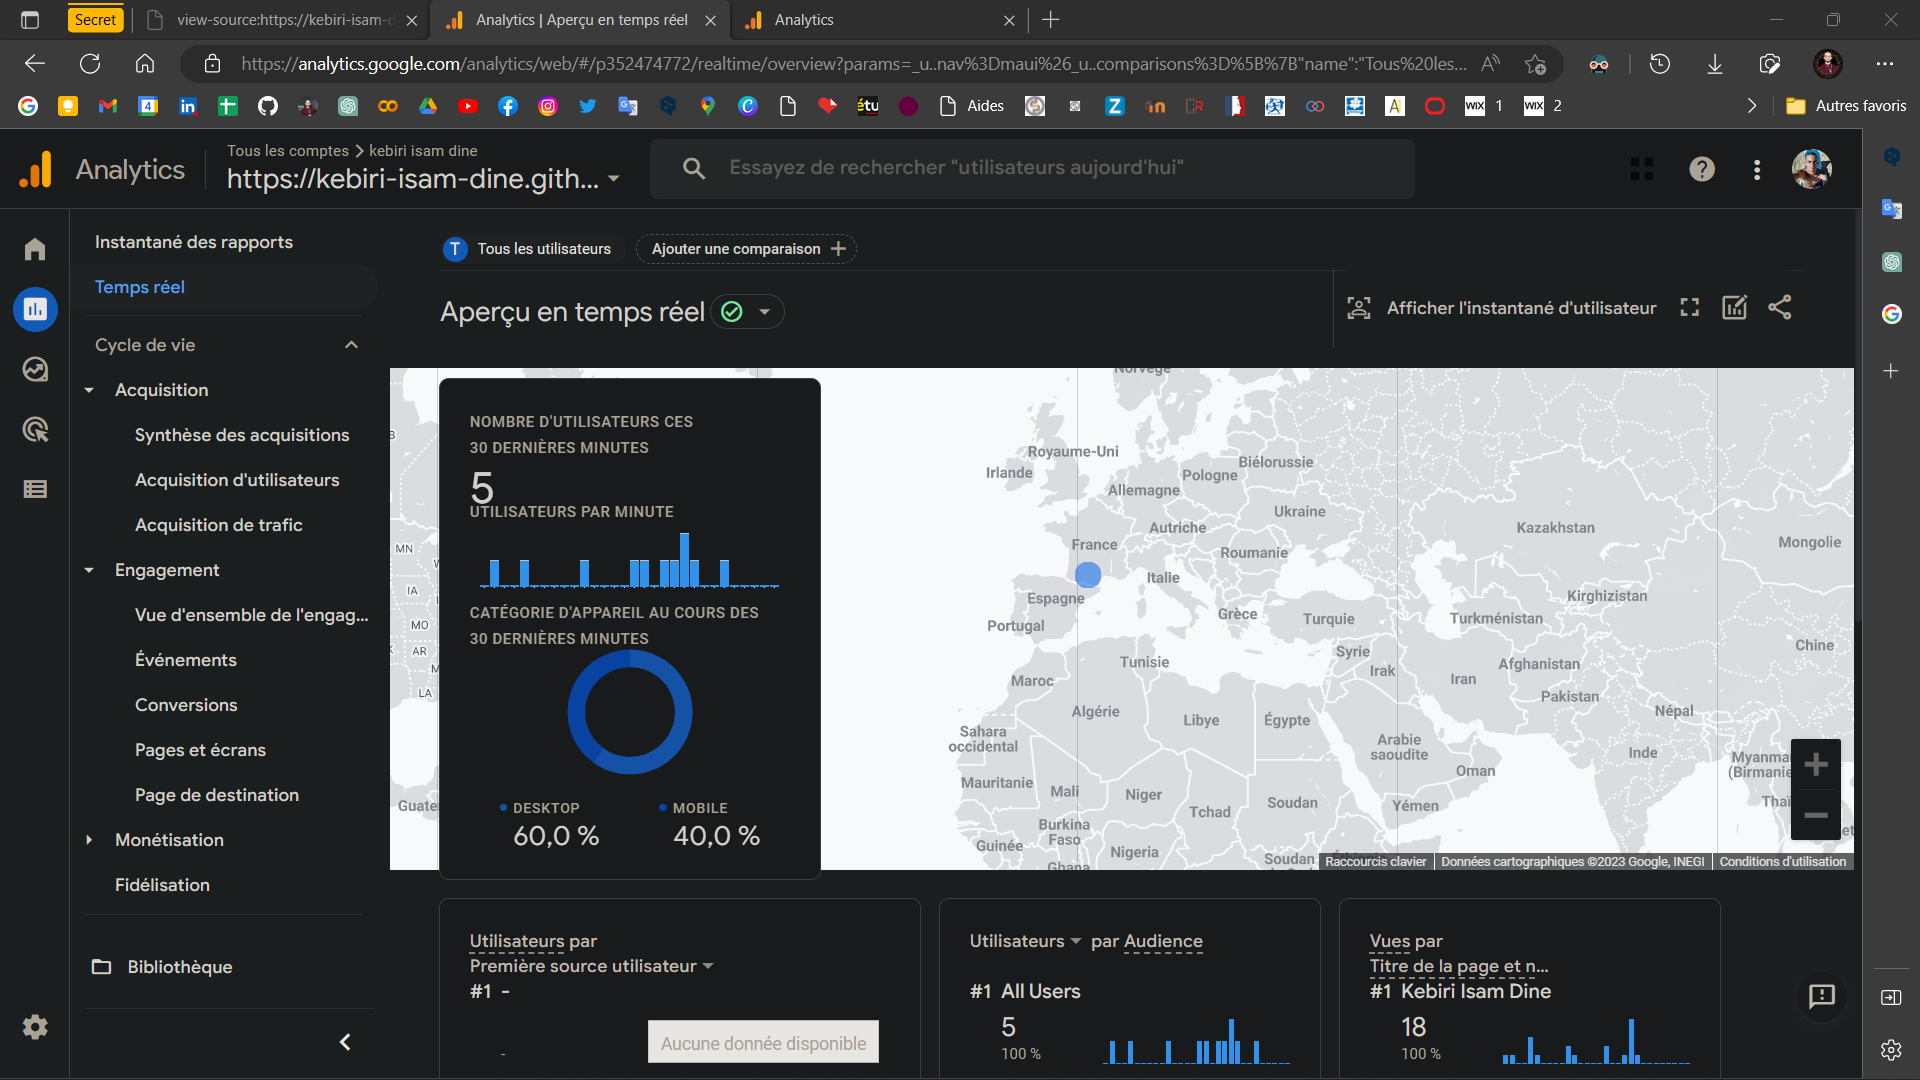 Secret
view-source:https://kebiri-isam-d
Analytics | Aperçu en temps réel
Analytics
https://analytics.google.com/analytics/web/#/p352474772/realtime/overview?params=_u..nav%3Dmaui%26_u..comparisons%3D%5B%7B"name":"Tous%20les...
étu
Aides
WIX 1
WIX 2
Autres favoris
Analytics
Tous les comptes > kebiri isam dine
https://kebiri-isam-dine.gith...
Essayez de rechercher "utilisateurs aujourd'hui"
Instantané des rapports
Temps réel
Cycle de vie
Acquisition
Synthèse des acquisitions
Acquisition d'utilisateurs
Acquisition de trafic
Engagement
Vue d'ensemble de l'engag...
Événements
Conversions
Pages et écrans
Page de destination
Monétisation
Fidélisation
Bibliothèque
T Tous les utilisateurs
Ajouter une comparaison
Aperçu en temps réel
Afficher l'instantané d'utilisateur
NOMBRE D'UTILISATEURS CES
30 DERNIÈRES MINUTES
5
UTILISATEURS PAR MINUTE
CATÉGORIE D'APPAREIL AU COURS DES
30 DERNIÈRES MINUTES
DESKTOP
60,0 %
MOBILE
40,0 %
MN
IA
MO
AR
LA
Guate
Norvège
Royaume-Uni
Irlande
Biélorussie
Pologne
Allemagne
Ukraine
Autriche
Kazakhstan
France
Roumanie
Mongolie
Italie
Espagne
Kirghizistan
Grèce
Turquie
Turkménistan
Portugal
Syrie
Chine
Tunisie
Irak
Afghanistan
Maroc
Iran
Pakistan
Algérie
Libye
Égypte
Népal
Sahara
occidental
Arabie
saoudite
Inde
Myanma
(Birmanie
Oman
Mauritanie
Mali
Niger
Thaï
Tchad
Soudan
Yémen
Burkina
Faso
Guinée
Nigeria
Soudan
Ghana
Raccourcis clavier
Données cartographiques ©2023 Google, INEGI
Conditions d'utilisation
Utilisateurs par
Première source utilisateur
#1 -
-
Aucune donnée disponible
Utilisateurs par Audience
#1 All Users
5
100 %
Vues par
Titre de la page et n...
#1 Kebiri Isam Dine
18
100 %